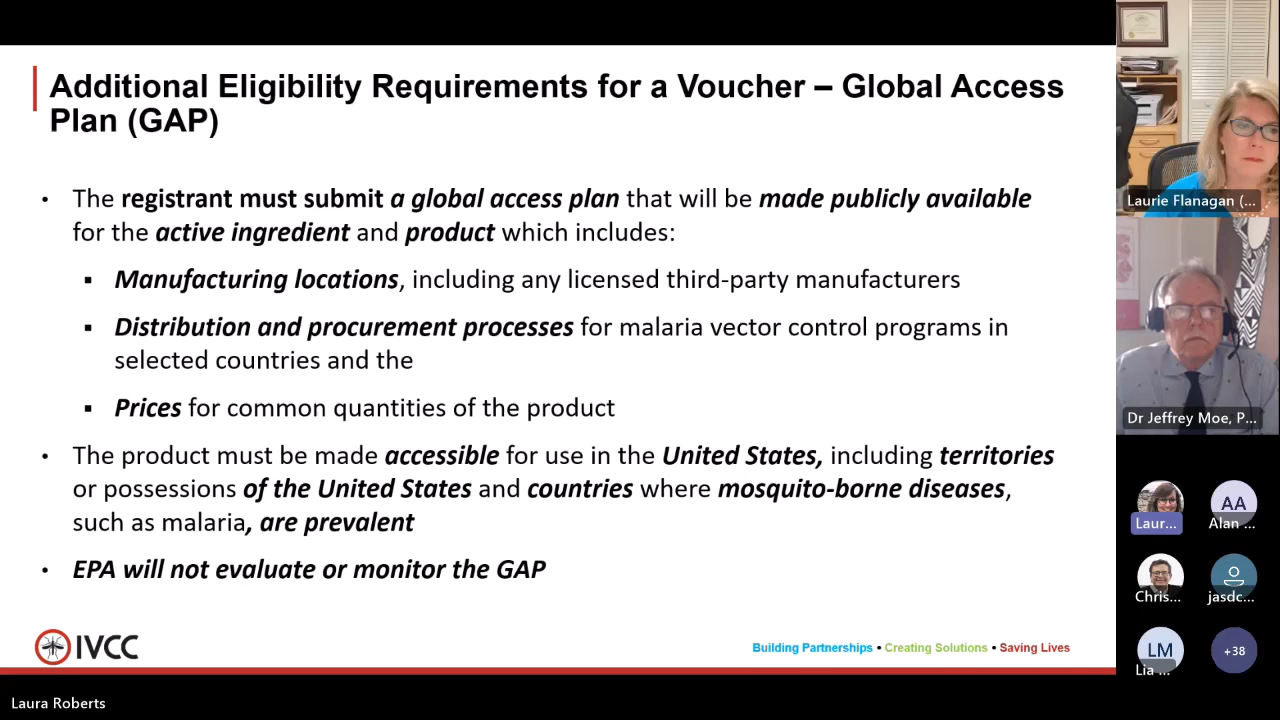 Additional Eligibility Requirements for a Voucher – Global Access
Plan (GAP)
• The registrant must submit a global access plan that will be made publicly available
for the active ingredient and product which includes:
▪ Manufacturing locations, including any licensed third-party manufacturers
▪ Distribution and procurement processes for malaria vector control programs in
selected countries and the
▪ Prices for common quantities of the product
• The product must be made accessible for use in the United States, including territories
or possessions of the United States and countries where mosquito-borne diseases,
such as malaria, are prevalent
• EPA will not evaluate or monitor the GAP
IVCC
Building Partnerships • Creating Solutions • Saving Lives
Laura Roberts
Laurie Flanagan (...
Dr Jeffrey Moe, P...
Laur...
AA
Alan ...
Chris...
jasdc...
LM
Lia ...
+38